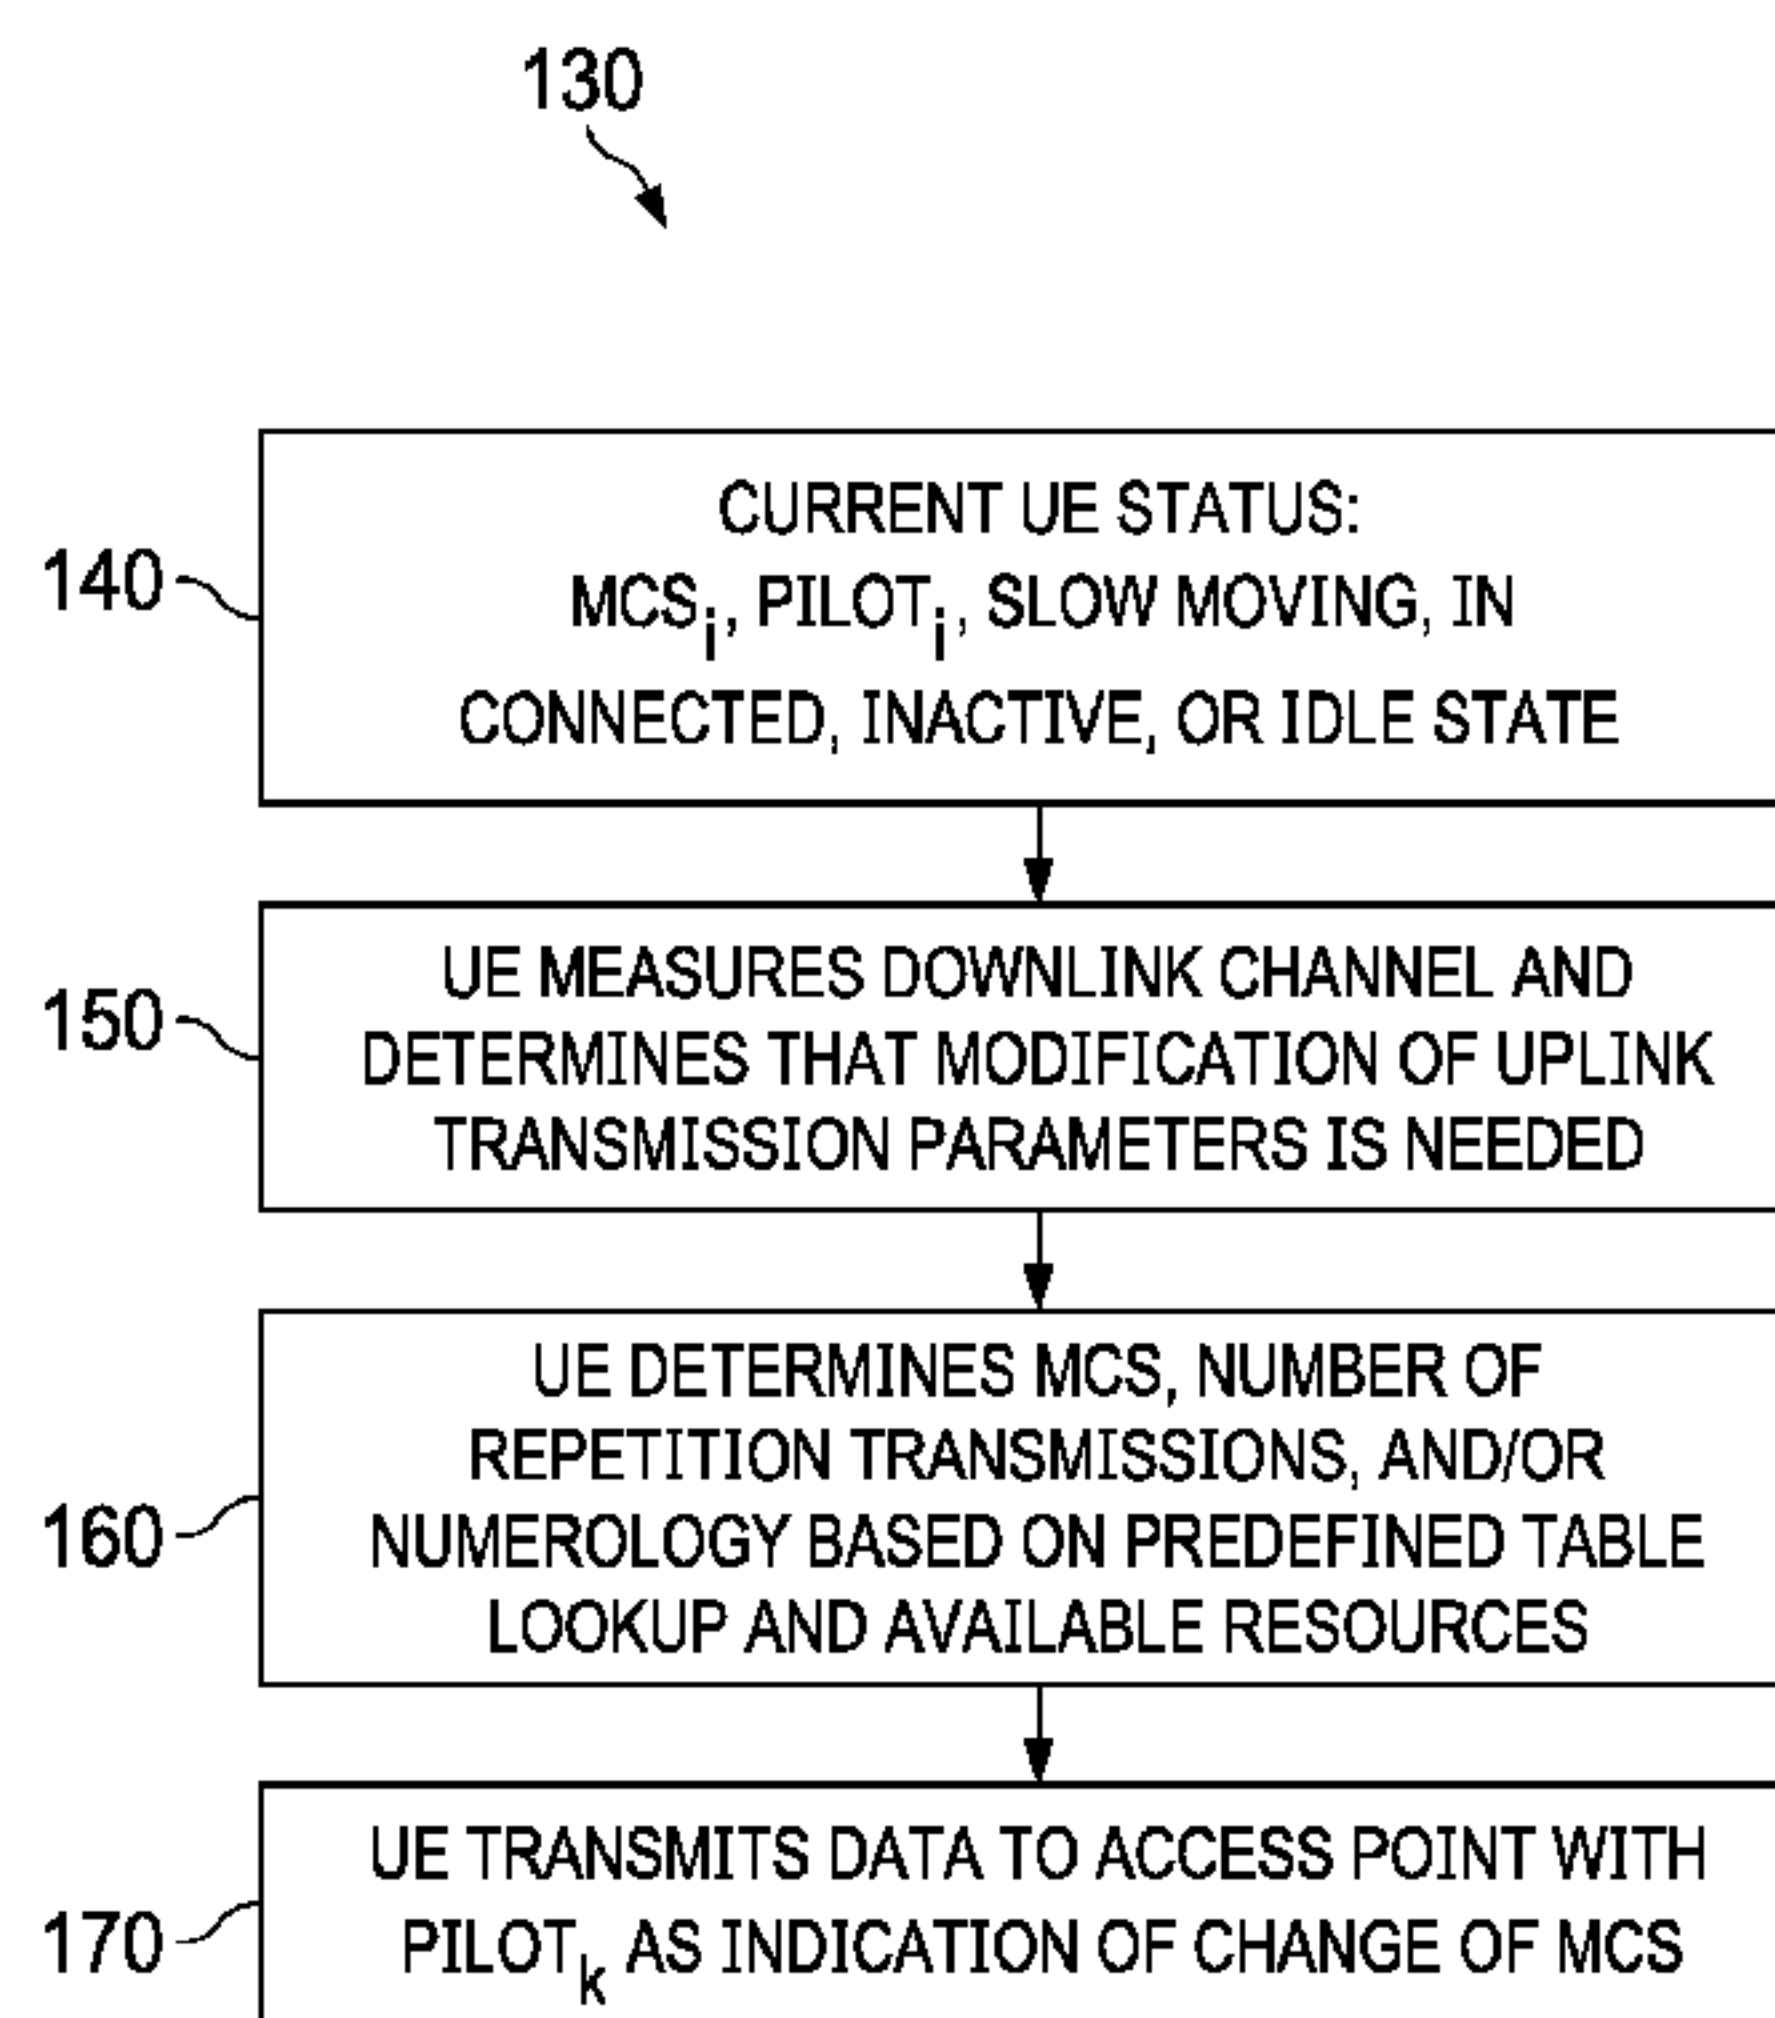 130
140
CURRENT UE STATUS:
MCSi, PILOTi, SLOW MOVING, IN
CONNECTED, INACTIVE, OR IDLE STATE
150
UE MEASURES DOWNLINK CHANNEL AND
DETERMINES THAT MODIFICATION OF UPLINK
TRANSMISSION PARAMETERS IS NEEDED
160
UE DETERMINES MCS, NUMBER OF
REPETITION TRANSMISSIONS, AND/OR
NUMEROLOGY BASED ON PREDEFINED TABLE
LOOKUP AND AVAILABLE RESOURCES
170
UE TRANSMITS DATA TO ACCESS POINT WITH
PILOTk AS INDICATION OF CHANGE OF MCS